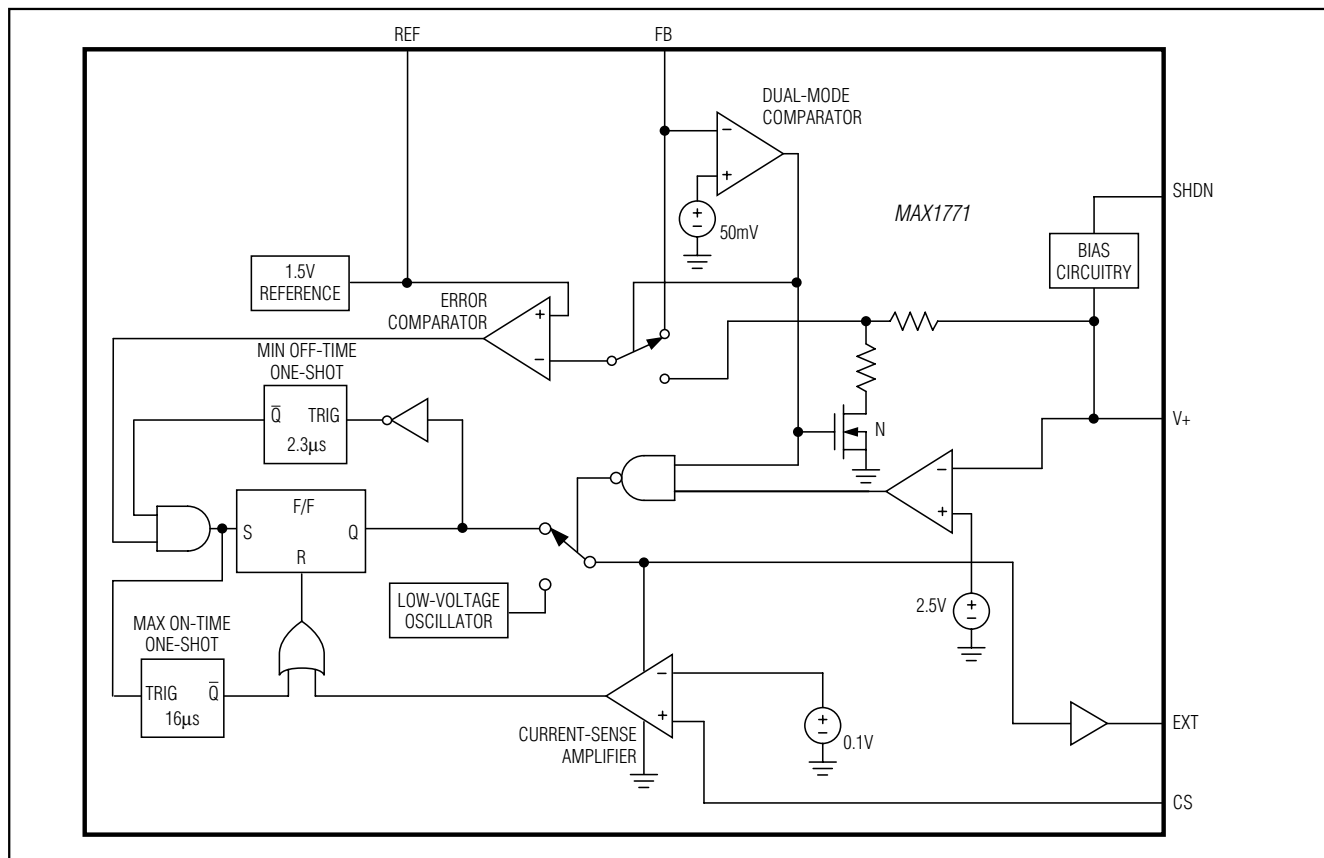 REF
FB
DUAL-MODE
COMPARATOR
−
+
+
−
50mV
MAX1771
SHDN
BIAS
CIRCUITRY
1.5V
REFERENCE
ERROR
COMPARATOR
+
−
MIN OFF-TIME
ONE-SHOT
Q̅ TRIG
2.3µs
N
V+
−
+
F/F
S Q
R
LOW-VOLTAGE
OSCILLATOR
2.5V
+
−
MAX ON-TIME
ONE-SHOT
TRIG Q̅
16µs
−
+
CURRENT-SENSE
AMPLIFIER
+
−
0.1V
EXT
CS